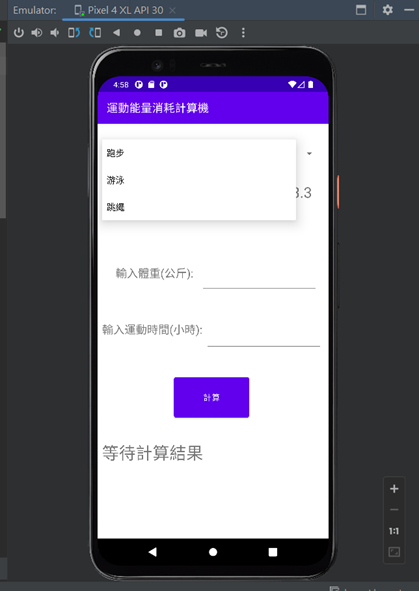 Emulator:
Pixel 4 XL API 30
4:58
運動能量消耗計算機
跑步
游泳
跳繩
3.3
輸入體重(公斤):
輸入運動時間(小時):
計算
等待計算結果
1:1